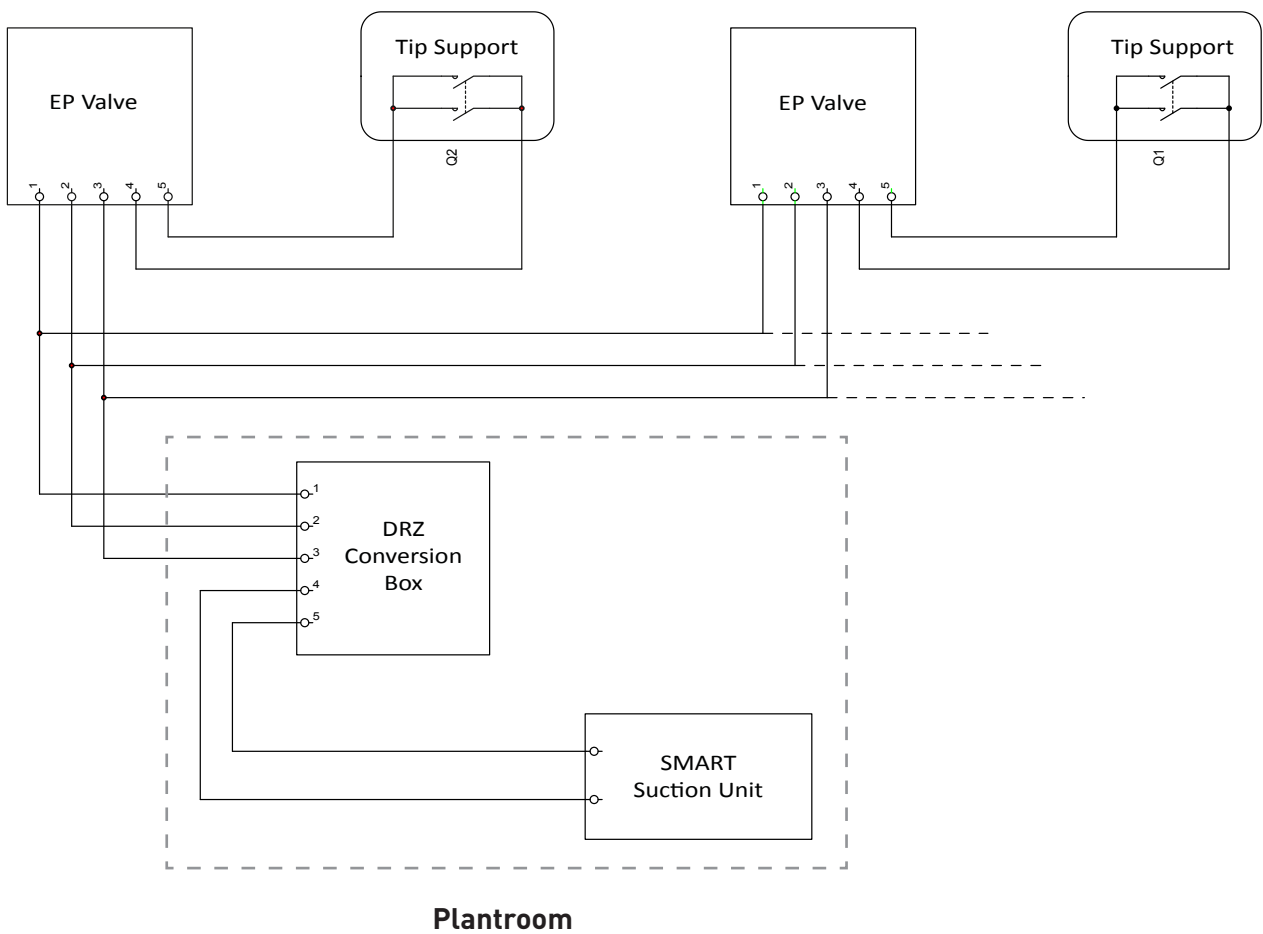 Tip Support
Tip Support
EP Valve
EP Valve
Q2
Q1
1 2 3 4 5
1 2 3 4 5
1
2
3
4
5
DRZ
Conversion
Box
SMART
Suction Unit
Plantroom